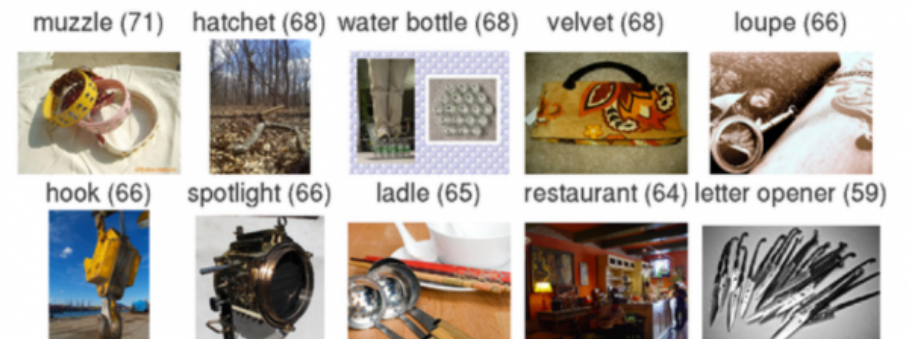 muzzle (71) hatchet (68) water bottle (68) velvet (68) loupe (66)
hook (66) spotlight (66) ladle (65) restaurant (64) letter opener (59)